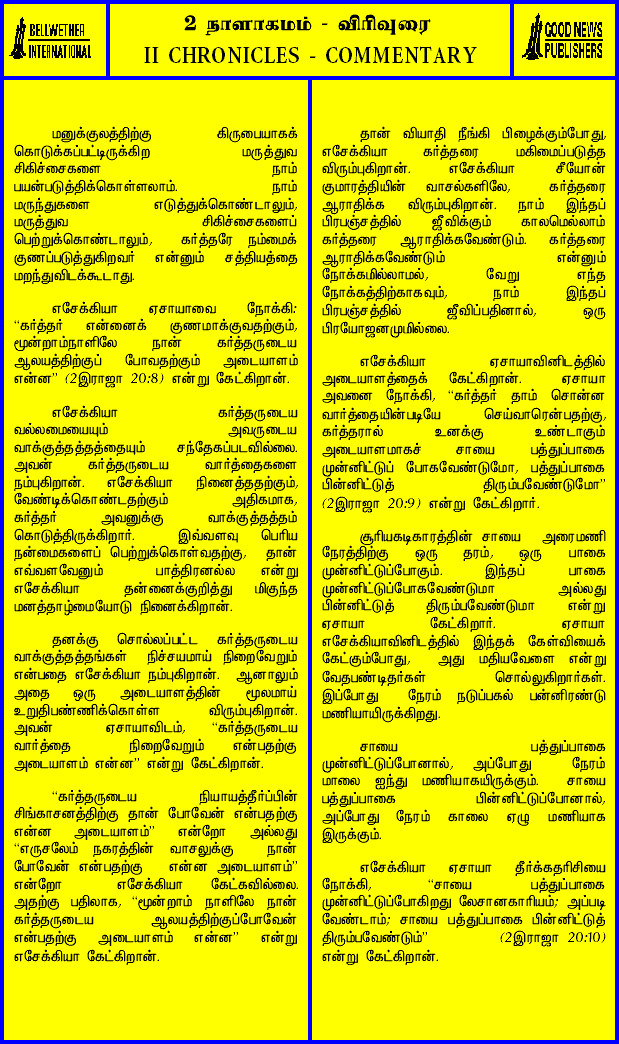 BELLWETHER
INTERNATIONAL
2 நாளாகமம் - விரிவுரை
II CHRONICLES - COMMENTARY
GOOD NEWS
PUBLISHERS
மனுக்குலத்திற்கு கிருபையாகக்
கொடுக்கப்பட்டிருக்கிற மருத்துவ
சிகிச்சைகளை நாம்
பயன்படுத்திக்கொள்ளலாம். நாம்
மருந்துகளை எடுத்துக்கொண்டாலும்,
மருத்துவ சிகிச்சைகளைப்
பெற்றுக்கொண்டாலும், கர்த்தரே நம்மைக்
குணப்படுத்துகிறவர் என்னும் சத்தியத்தை
மறந்துவிடக்கூடாது.
எசேக்கியா ஏசாயாவை நோக்கி:
“கர்த்தர் என்னைக் குணமாக்குவதற்கும்,
மூன்றாம்நாளிலே நான் கர்த்தருடைய
ஆலயத்திற்குப் போவதற்கும் அடையாளம்
என்ன” (2இராஜா 20:8) என்று கேட்கிறான்.
எசேக்கியா கர்த்தருடைய
வல்லமையையும் அவருடைய
வாக்குத்தத்தத்தையும் சந்தேகப்படவில்லை.
அவன் கர்த்தருடைய வார்த்தைகளை
நம்புகிறான். எசேக்கியா நினைத்ததற்கும்,
வேண்டிக்கொண்டதற்கும் அதிகமாக,
கர்த்தர் அவனுக்கு வாக்குத்தத்தம்
கொடுத்திருக்கிறார். இவ்வளவு பெரிய
நன்மைகளைப் பெற்றுக்கொள்வதற்கு, தான்
எவ்வளவேனும் பாத்திரனல்ல என்று
எசேக்கியா தன்னைக்குறித்து மிகுந்த
மனத்தாழ்மையோடு நினைக்கிறான்.
தனக்கு சொல்லப்பட்ட கர்த்தருடைய
வாக்குத்தத்தங்கள் நிச்சயமாய் நிறைவேறும்
என்பதை எசேக்கியா நம்புகிறான். ஆனாலும்
அதை ஒரு அடையாளத்தின் மூலமாய்
உறுதிபண்ணிக்கொள்ள விரும்புகிறான்.
அவன் ஏசாயாவிடம், “கர்த்தருடைய
வார்த்தை நிறைவேறும் என்பதற்கு
அடையாளம் என்ன” என்று கேட்கிறான்.
“கர்த்தருடைய நியாயத்தீர்ப்பின்
சிங்காசனத்திற்கு தான் போவேன் என்பதற்கு
என்ன அடையாளம்” என்றோ அல்லது
“எருசலேம் நகரத்தின் வாசலுக்கு நான்
போவேன் என்பதற்கு என்ன அடையாளம்”
என்றோ எசேக்கியா கேட்கவில்லை.
அதற்கு பதிலாக, “மூன்றாம் நாளிலே நான்
கர்த்தருடைய ஆலயத்திற்குப்போவேன்
என்பதற்கு அடையாளம் என்ன” என்று
எசேக்கியா கேட்கிறான்.
தான் வியாதி நீங்கி பிழைக்கும்போது,
எசேக்கியா கர்த்தரை மகிமைப்படுத்த
விரும்புகிறான். எசேக்கியா சீயோன்
குமாரத்தியின் வாசல்களிலே, கர்த்தரை
ஆராதிக்க விரும்புகிறான். நாம் இந்தப்
பிரபஞ்சத்தில் ஜீவிக்கும் காலமெல்லாம்
கர்த்தரை ஆராதிக்கவேண்டும். கர்த்தரை
ஆராதிக்கவேண்டும் என்னும்
நோக்கமில்லாமல், வேறு எந்த
நோக்கத்திற்காகவும், நாம் இந்தப்
பிரபஞ்சத்தில் ஜீவிப்பதினால், ஒரு
பிரயோஜனமுமில்லை.
எசேக்கியா ஏசாயாவினிடத்தில்
அடையாளத்தைக் கேட்கிறான். ஏசாயா
அவனை நோக்கி, “கர்த்தர் தாம் சொன்ன
வார்த்தையின்படியே செய்வாரென்பதற்கு,
கர்த்தரால் உனக்கு உண்டாகும்
அடையாளமாகச் சாயை பத்துப்பாகை
முன்னிட்டுப் போகவேண்டுமோ, பத்துப்பாகை
பின்னிட்டுத் திரும்பவேண்டுமோ”
(2இராஜா 20:9) என்று கேட்கிறார்.
சூரியகடிகாரத்தின் சாயை அரைமணி
நேரத்திற்கு ஒரு தரம், ஒரு பாகை
முன்னிட்டுப்போகும். இந்தப் பாகை
முன்னிட்டுப்போகவேண்டுமா அல்லது
பின்னிட்டுத் திரும்பவேண்டுமா என்று
ஏசாயா கேட்கிறார். ஏசாயா
எசேக்கியாவினிடத்தில் இந்தக் கேள்வியைக்
கேட்கும்போது, அது மதியவேளை என்று
வேதபண்டிதர்கள் சொல்லுகிறார்கள்.
இப்போது நேரம் நடுப்பகல் பன்னிரண்டு
மணியாயிருக்கிறது.
சாயை பத்துப்பாகை
முன்னிட்டுப்போனால், அப்போது நேரம்
மாலை ஐந்து மணியாகயிருக்கும். சாயை
பத்துப்பாகை பின்னிட்டுப்போனால்,
அப்போது நேரம் காலை ஏழு மணியாக
இருக்கும்.
எசேக்கியா ஏசாயா தீர்க்கதரிசியை
நோக்கி, “சாயை பத்துப்பாகை
முன்னிட்டுப்போகிறது லேசானகாரியம்; அப்படி
வேண்டாம்; சாயை பத்துப்பாகை பின்னிட்டுத்
திரும்பவேண்டும்” (2இராஜா 20:10)
என்று கேட்கிறான்.